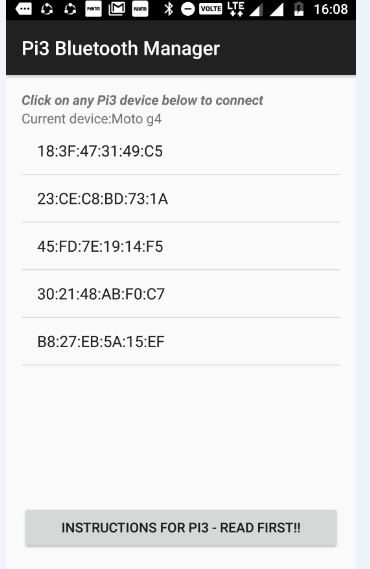 VOLTE LTE 16:08
Pi3 Bluetooth Manager
Click on any Pi3 device below to connect
Current device:Moto g4
18:3F:47:31:49:C5
23:CE:C8:BD:73:1A
45:FD:7E:19:14:F5
30:21:48:AB:F0:C7
B8:27:EB:5A:15:EF
INSTRUCTIONS FOR PI3 - READ FIRST!!